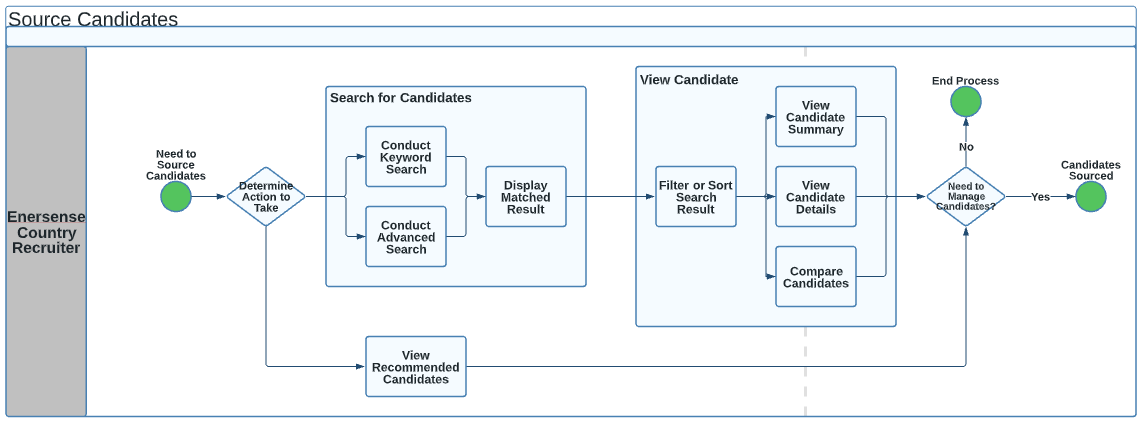 Source Candidates
Enersense
Country
Recruiter
Need to
Source
Candidates
Determine
Action to
Take
Search for Candidates
Conduct
Keyword
Search
Conduct
Advanced
Search
Display
Matched
Result
View
Recommended
Candidates
View Candidate
Filter or Sort
Search
Result
View
Candidate
Summary
View
Candidate
Details
Compare
Candidates
End Process
No
Need to
Manage
Candidates?
Yes
Candidates
Sourced